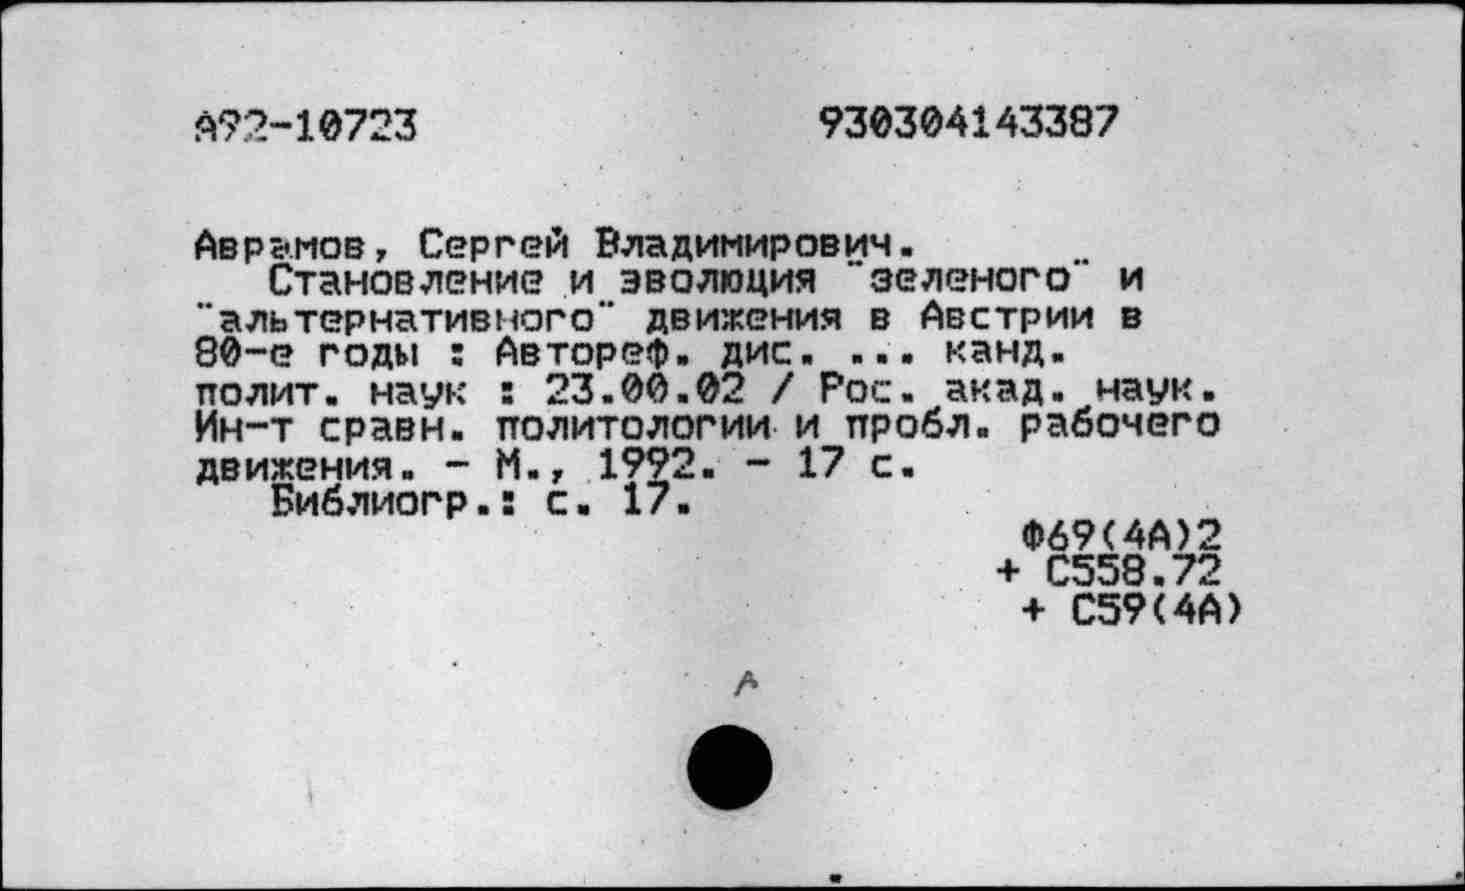 А92-10723 930304143387
Аврамов, Сергей Владимирович.
Становление и эволюция "зеленого" и
"альтернативного" движения в Австрии в
80-е годы : Автореф. дис. ... канд.
полит. наук : 23.00.02 / Рос. акад. наук.
Ин-т сравн. политологии и пробл. рабочего
движения. - М., 1992. - 17 с.
Библиогр.: с. 17.
Ф69(4А)2
+ С558.72
+ С59(4А)
А